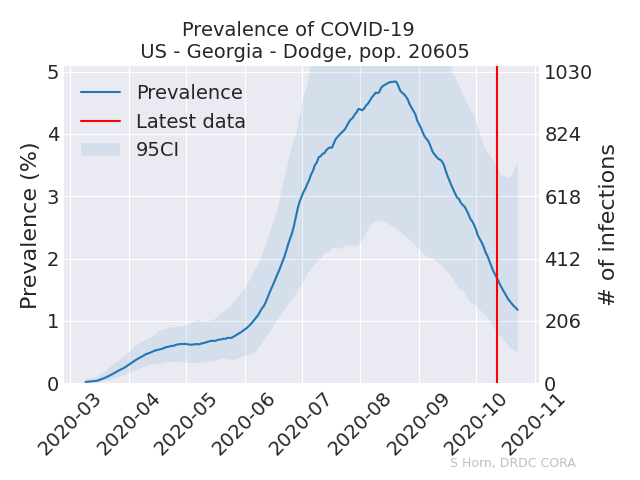 Prevalence of COVID-19
US - Georgia - Dodge, pop. 20605
Prevalence
Latest data
95CI
Prevalence (%)
5
4
3
2
1
0
1030
824
618
412
206
0
# of infections
2020-03
2020-04
2020-05
2020-06
2020-07
2020-08
2020-09
2020-10
2020-11
S Horn, DRDC CORA